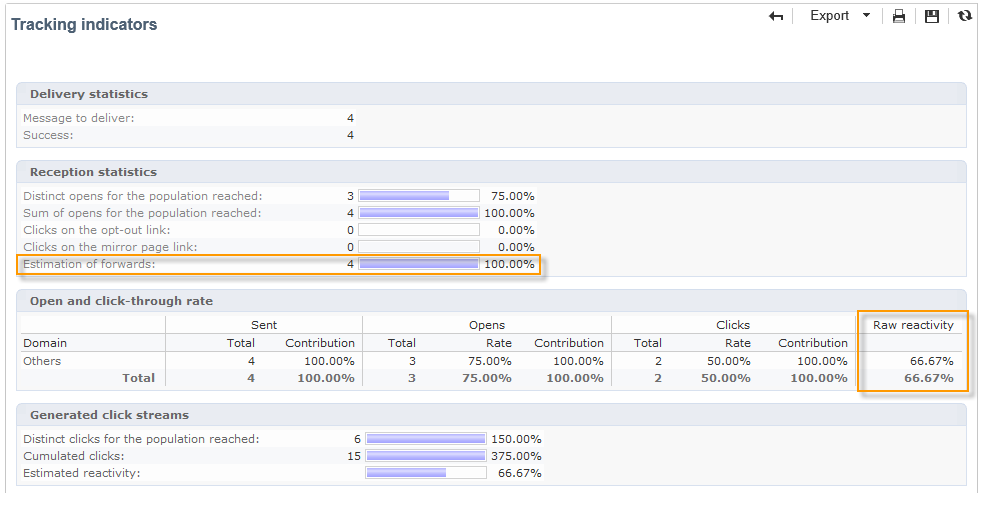 Tracking indicators
Export
Delivery statistics
Message to deliver: 4
Success: 4
Reception statistics
Distinct opens for the population reached: 3 75.00%
Sum of opens for the population reached: 4 100.00%
Clicks on the opt-out link: 0 0.00%
Clicks on the mirror page link: 0 0.00%
Estimation of forwards: 4 100.00%
Open and click-through rate
Sent Opens Clicks Raw reactivity
Domain Total Contribution Total Rate Contribution Total Rate Contribution
Others 4 100.00% 3 75.00% 100.00% 2 50.00% 100.00% 66.67%
Total 4 100.00% 3 75.00% 100.00% 2 50.00% 100.00% 66.67%
Generated click streams
Distinct clicks for the population reached: 6 150.00%
Cumulated clicks: 15 375.00%
Estimated reactivity: 66.67%